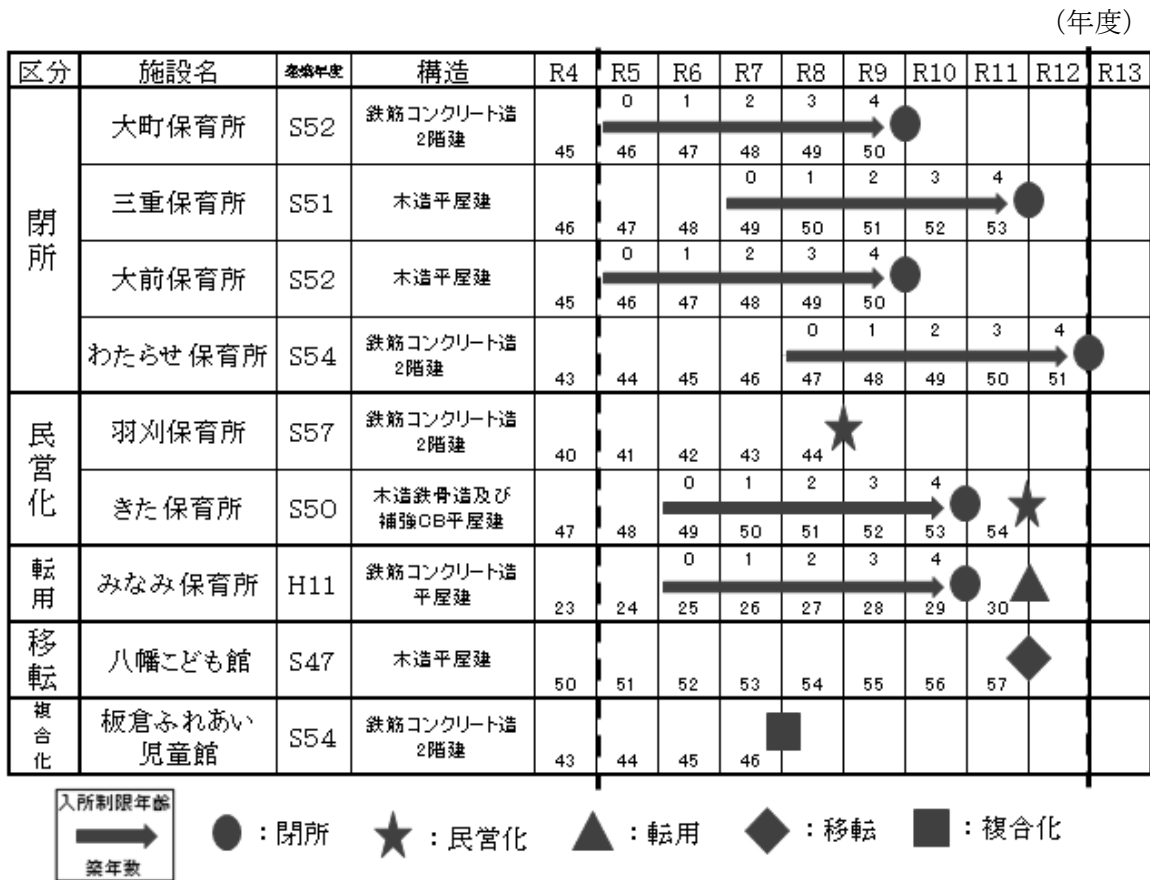 (年度)
区分 施設名 建築年度 構造 R4 R5 R6 R7 R8 R9 R10 R11 R12 R13
閉所
大町保育所 S52 鉄筋コンクリート造
2階建
0 1 2 3 4
45 46 47 48 49 50
三重保育所 S51 木造平屋建
0 1 2 3 4
46 47 48 49 50 51 52 53
大前保育所 S52 木造平屋建
0 1 2 3 4
45 46 47 48 49 50
わたらせ保育所 S54 鉄筋コンクリート造
2階建
0 1 2 3 4
43 44 45 46 47 48 49 50 51
民営化
羽刈保育所 S57 鉄筋コンクリート造
2階建
40 41 42 43 44
きた保育所 S50 木造鉄骨造及び
補強CB平屋建
0 1 2 3 4
47 48 49 50 51 52 53 54
転用
みなみ保育所 H11 鉄筋コンクリート造
平屋建
0 1 2 3 4
23 24 25 26 27 28 29 30
移転
八幡こども館 S47 木造平屋建
50 51 52 53 54 55 56 57
複合化
板倉ふれあい
児童館
S54 鉄筋コンクリート造
2階建
43 44 45 46
入所制限年齢
築年数
:閉所 :民営化 :転用 :移転 :複合化